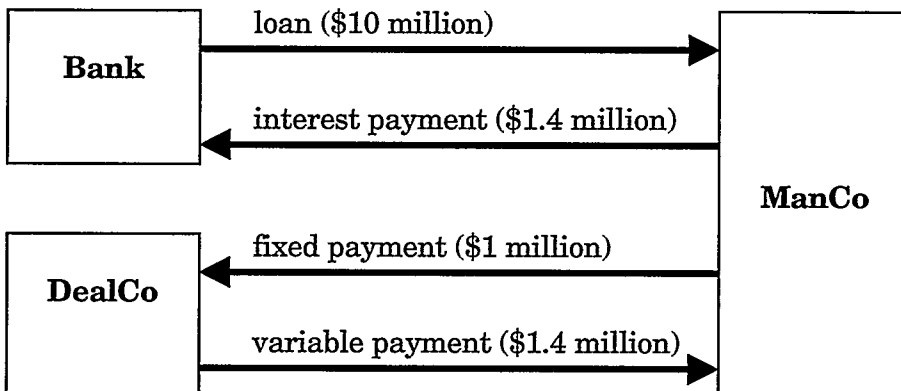 loan ($10 million)
Bank
interest payment ($1.4 million)
ManCo
fixed payment ($1 million)
DealCo
variable payment ($1.4 million)